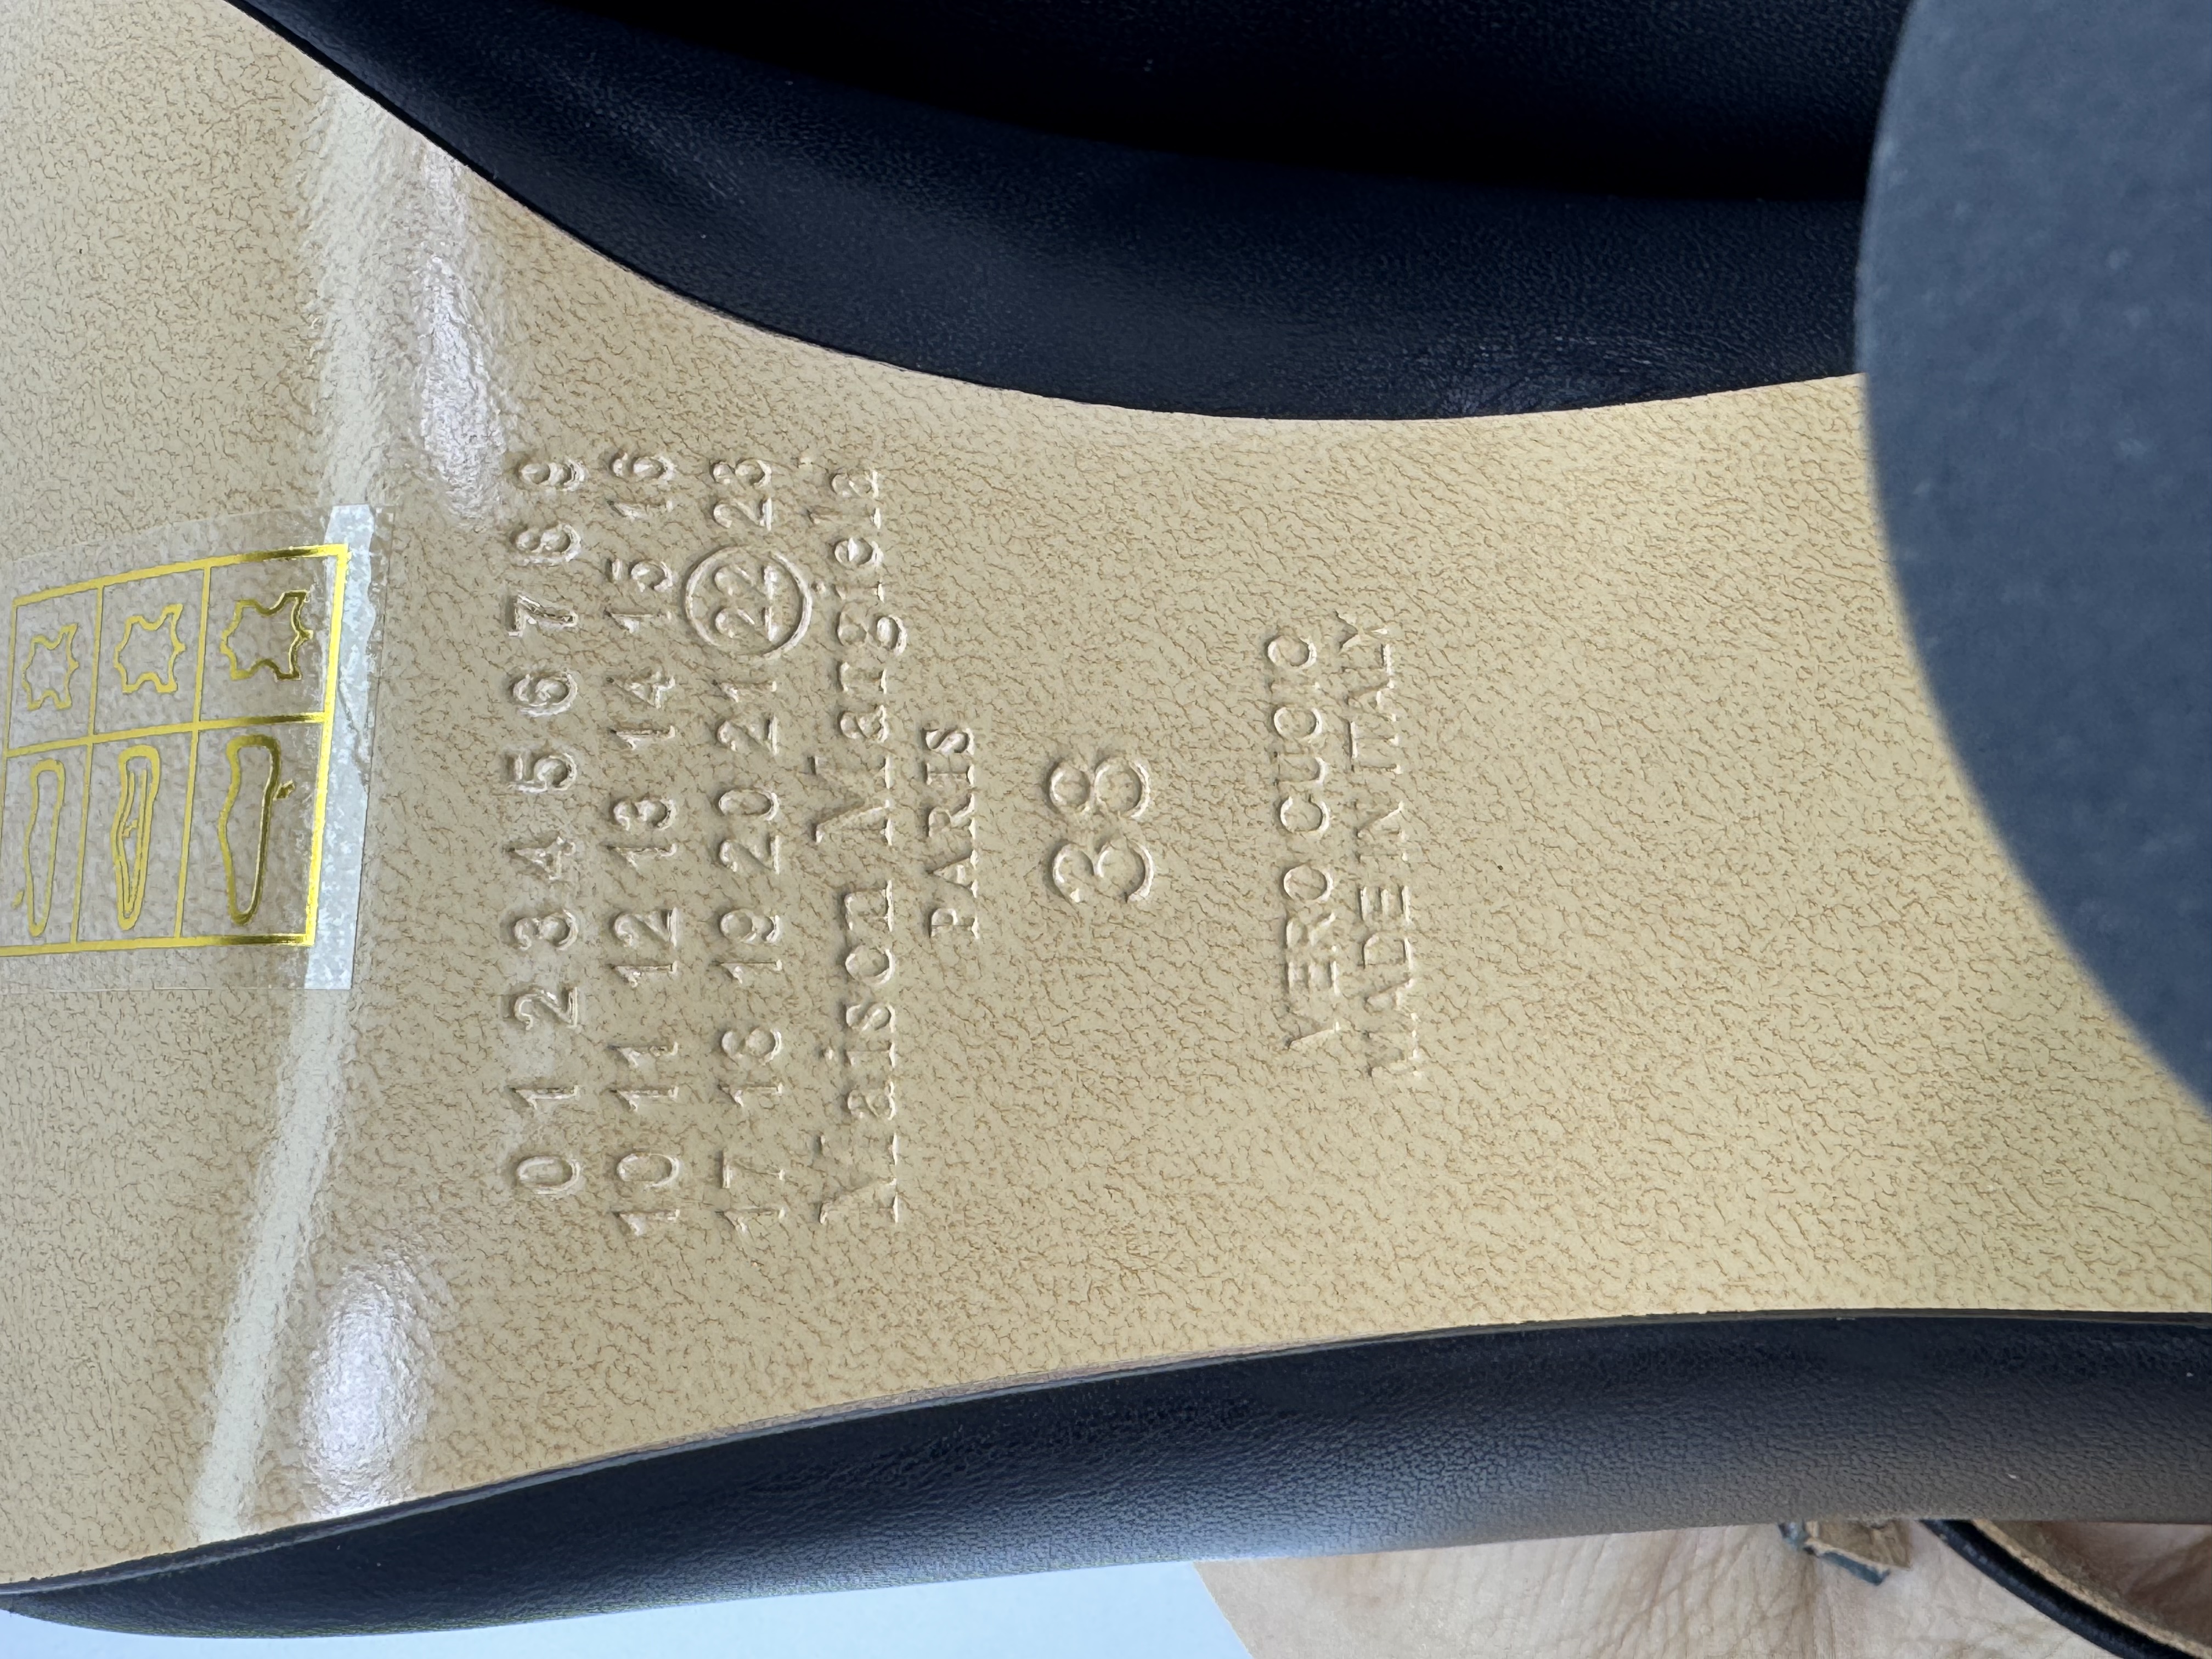 0 1 2 3 4 5 6 7 8 9
10 11 12 13 14 15 16
17 18 19 20 21 22 23
Maison Margiela
PARIS
38
VERO CUOIO
MADE IN ITALY